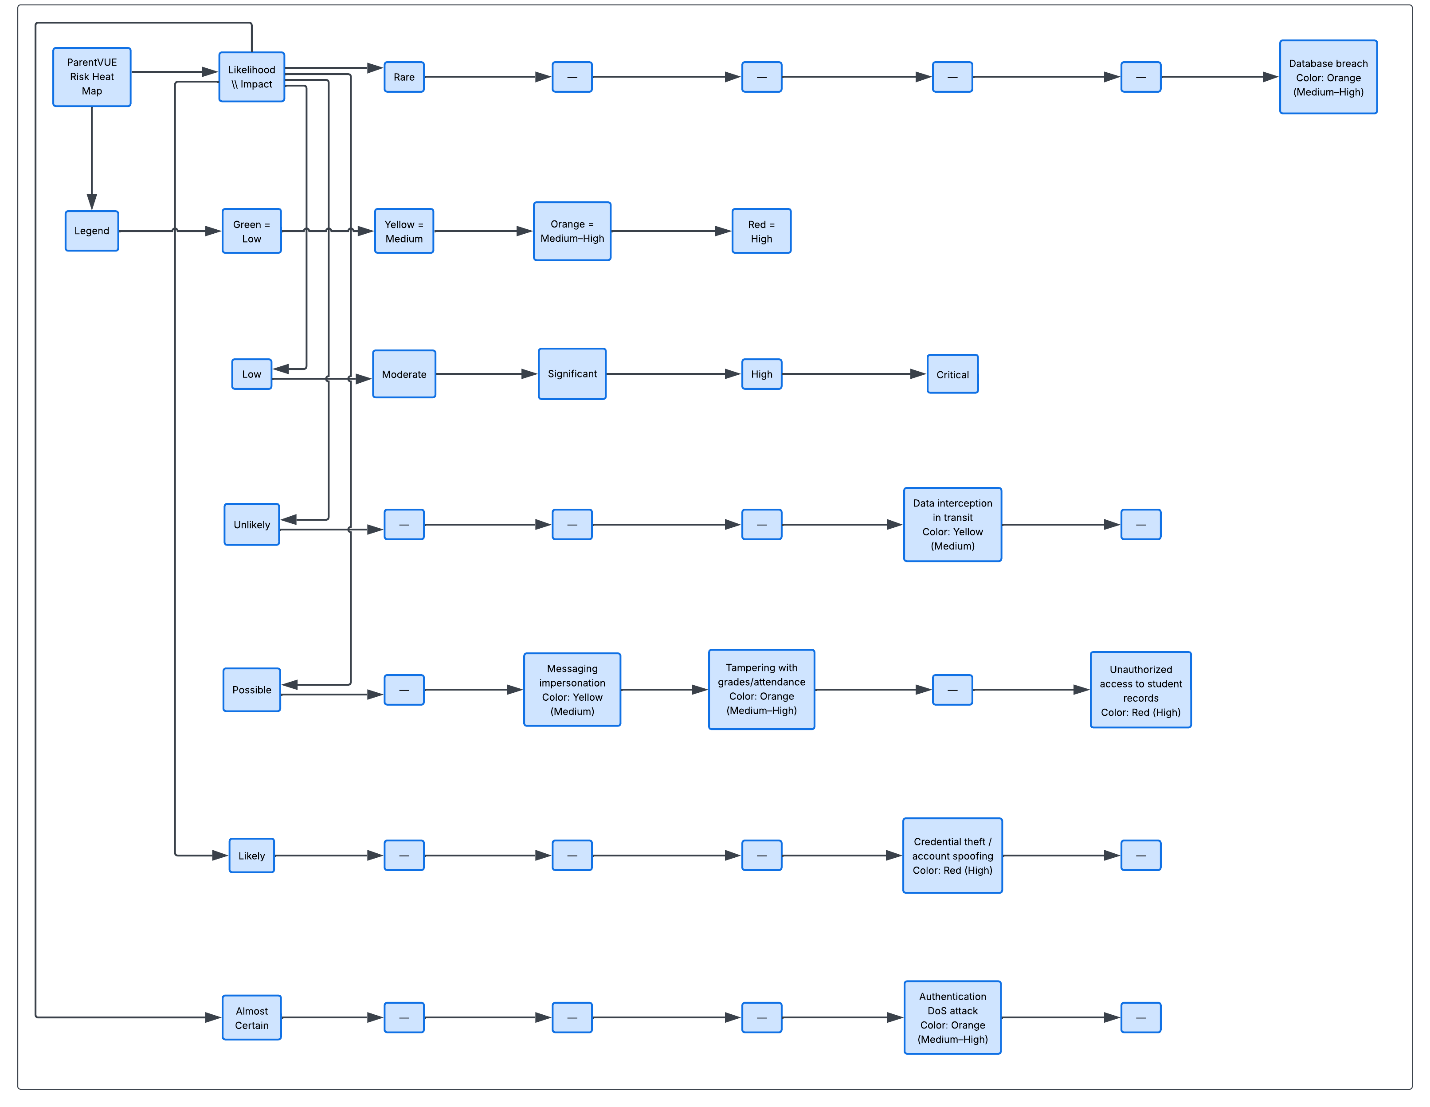 ParentVUE
Risk Heat
Map
Likelihood
\\ Impact
Rare
—
—
—
—
Database breach
Color: Orange
(Medium–High)
Legend
Green =
Low
Yellow =
Medium
Orange =
Medium–High
Red =
High
Low
Moderate
Significant
High
Critical
Unlikely
—
—
—
Data interception
in transit
Color: Yellow
(Medium)
—
Possible
—
Messaging
impersonation
Color: Yellow
(Medium)
Tampering with
grades/attendance
Color: Orange
(Medium–High)
—
Unauthorized
access to student
records
Color: Red (High)
Likely
—
—
—
Credential theft /
account spoofing
Color: Red (High)
—
Almost
Certain
—
—
—
Authentication
DoS attack
Color: Orange
(Medium–High)
—